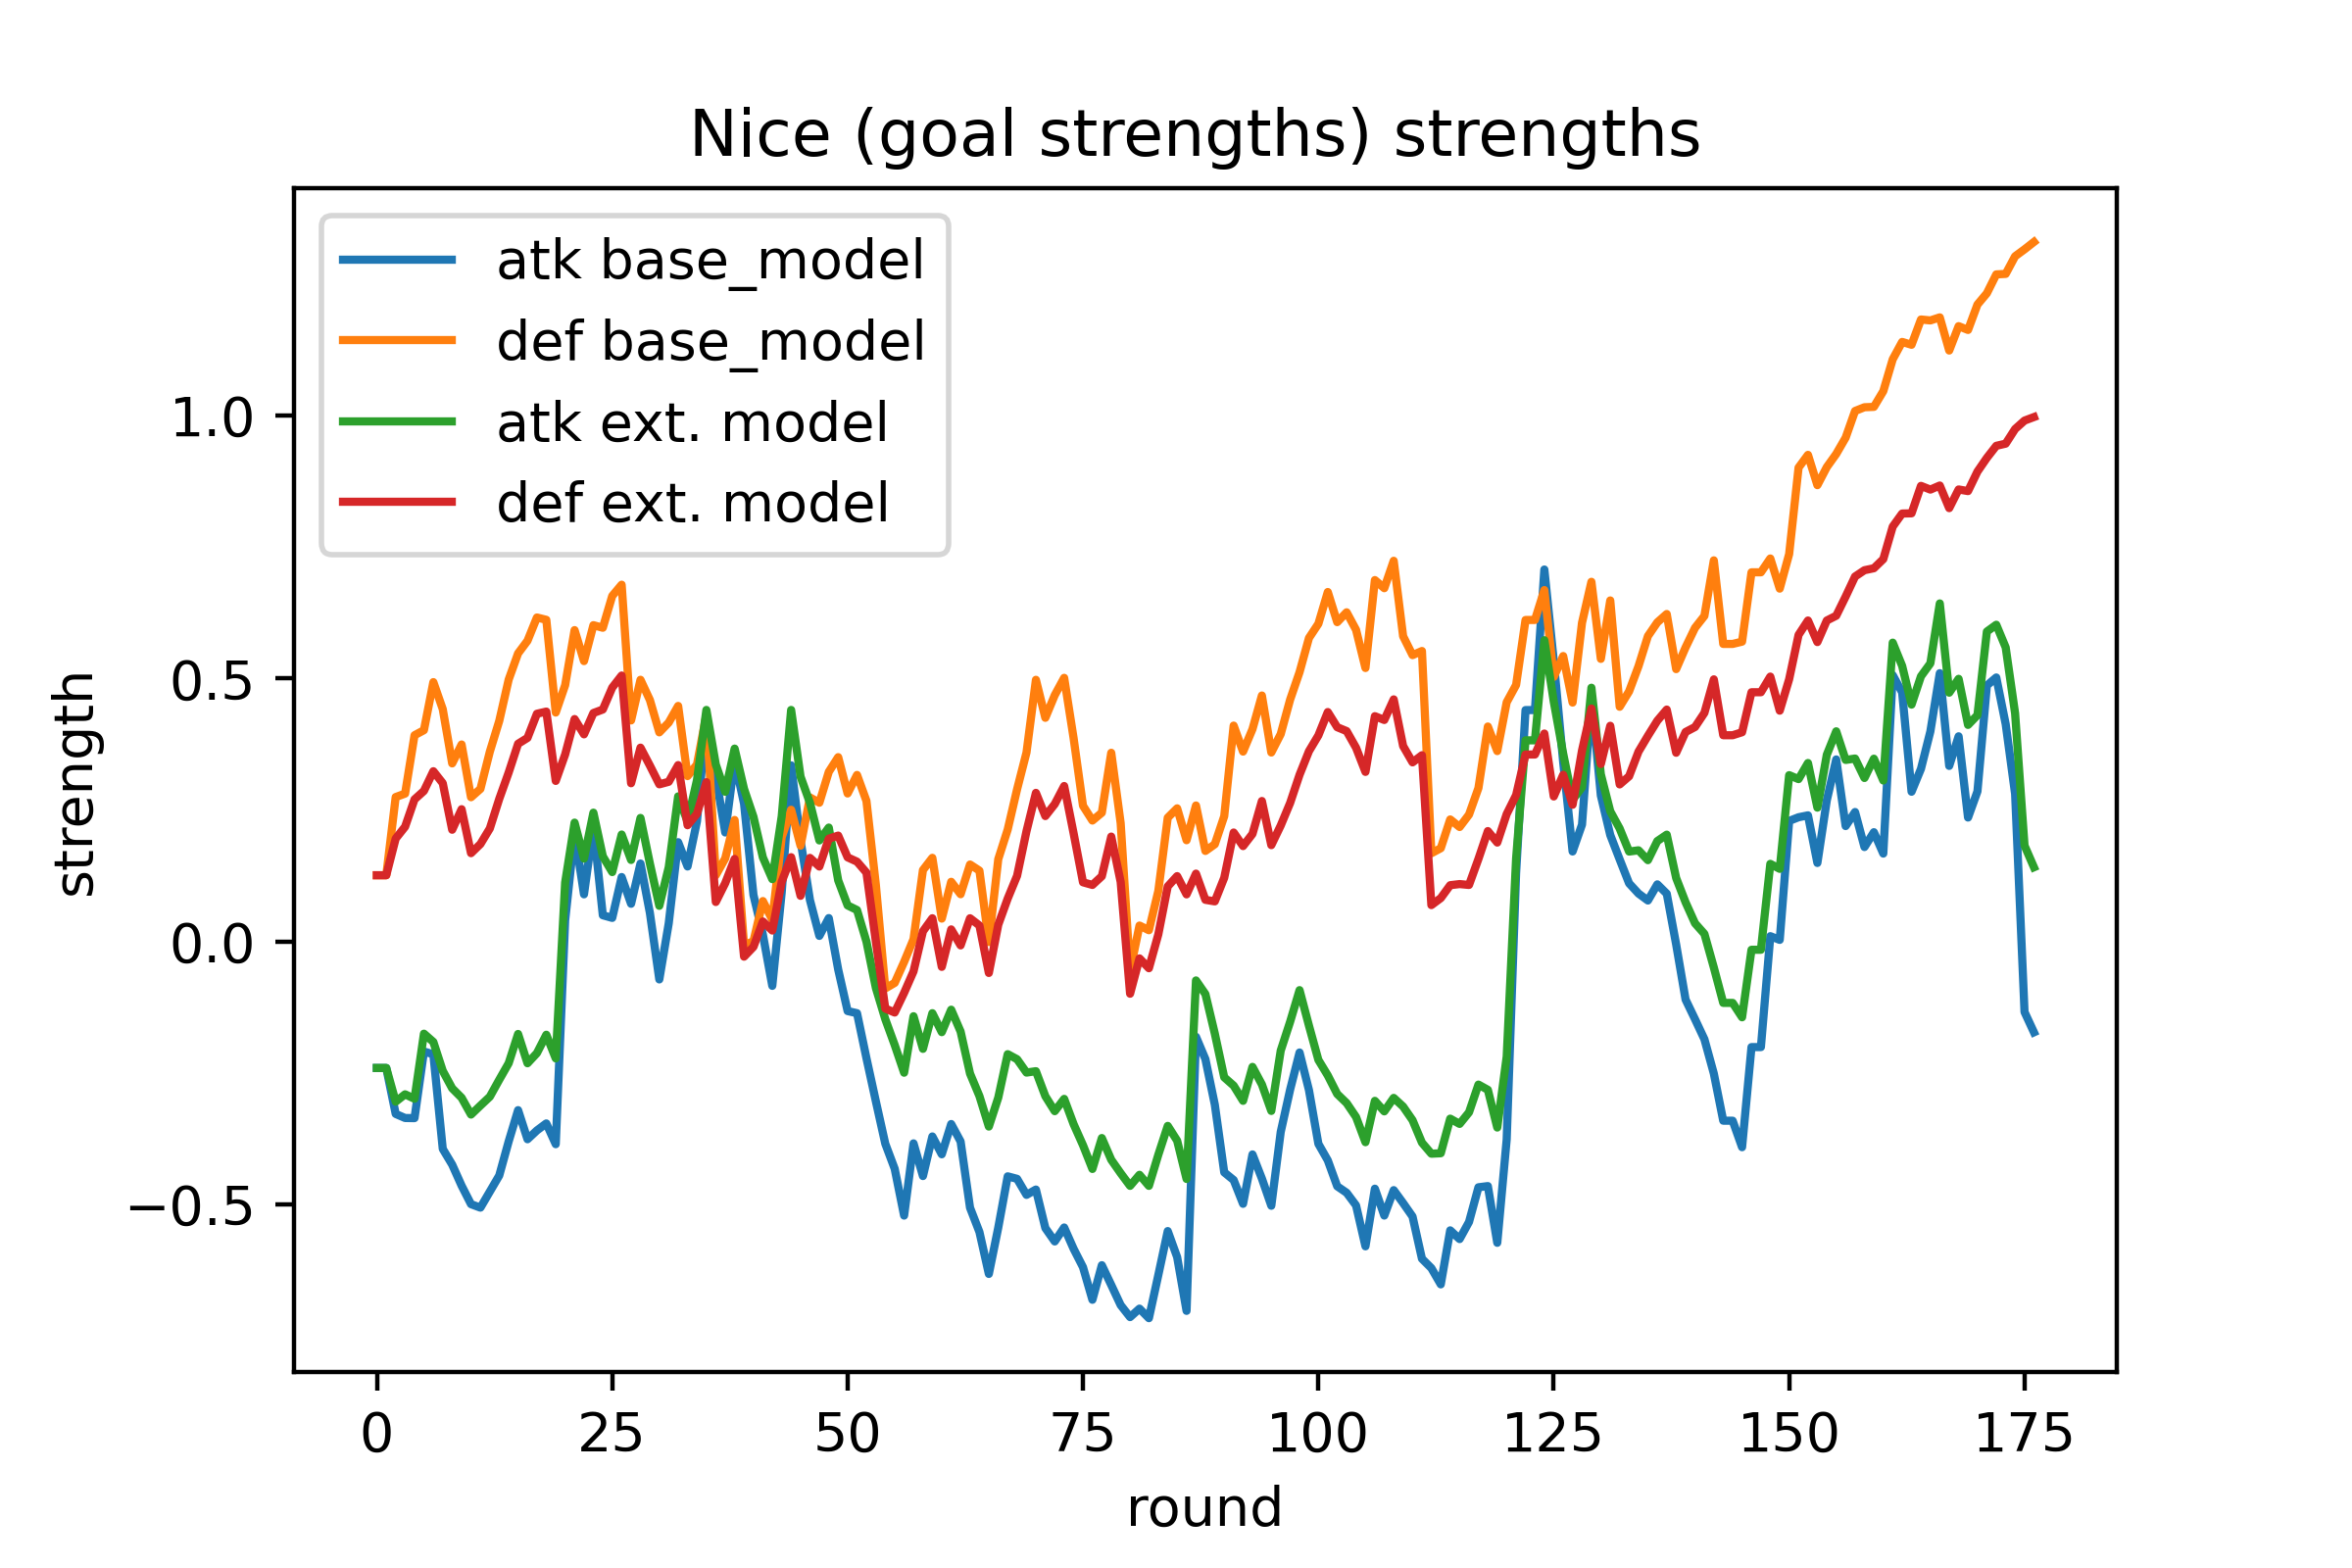 Nice (goal strengths) strengths
atk base_model
def base_model
atk ext. model
def ext. model
1.0
0.5
0.0
−0.5
strength
0 25 50 75 100 125 150 175
round